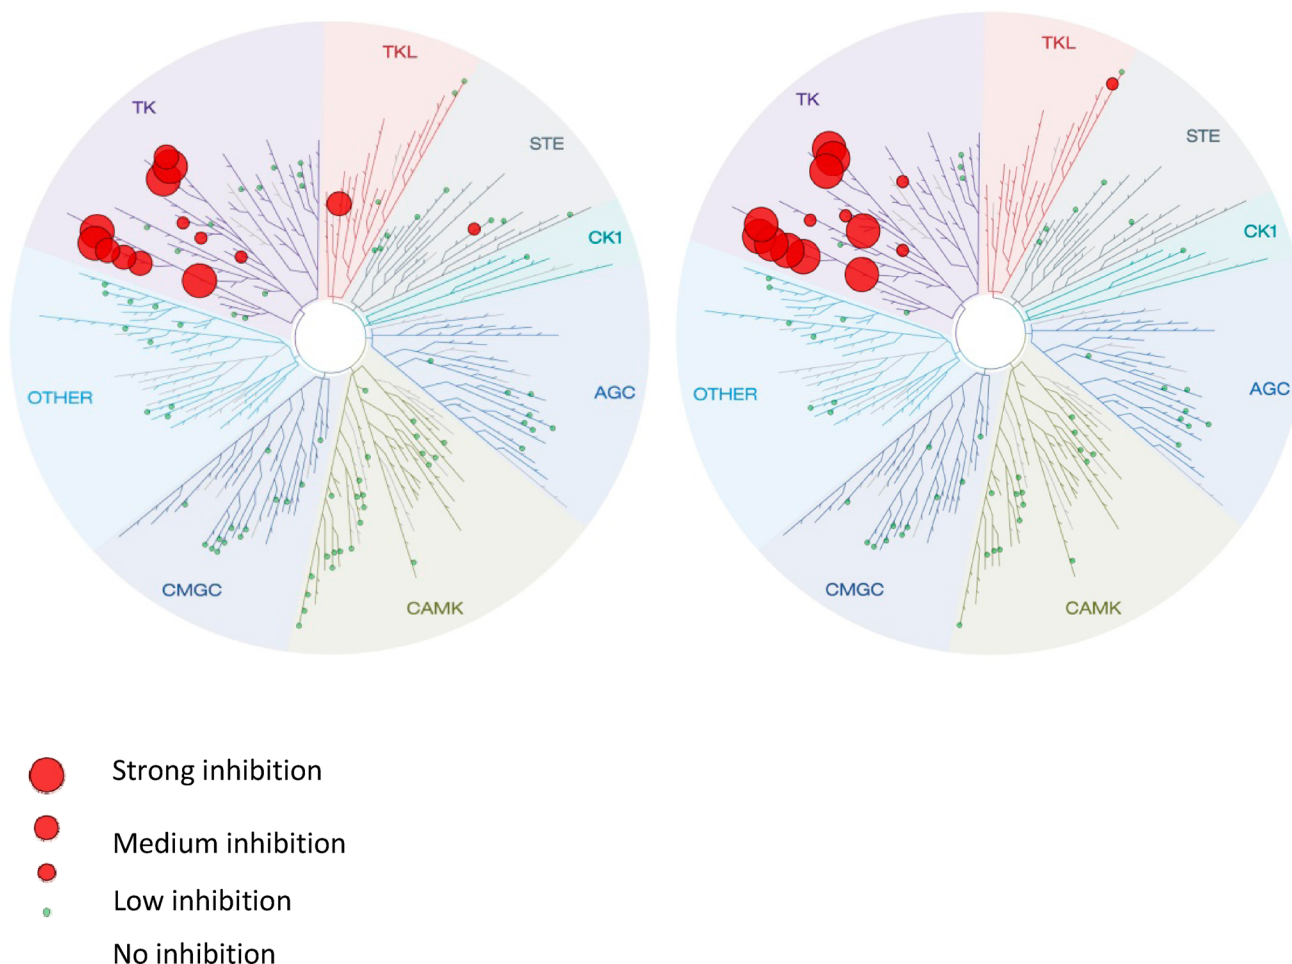 TKL
TK
STE
CK1
AGC
OTHER
CMGC
CAMK
TKL
TK
STE
CK1
AGC
OTHER
CMGC
CAMK
Strong inhibition
Medium inhibition
Low inhibition
No inhibition